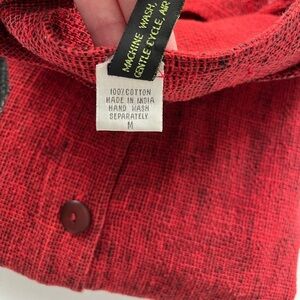 MACHINE WASH,
GENTLE CYCLE, AIR
100% COTTON
MADE IN INDIA
HAND WASH
SEPARATELY
M